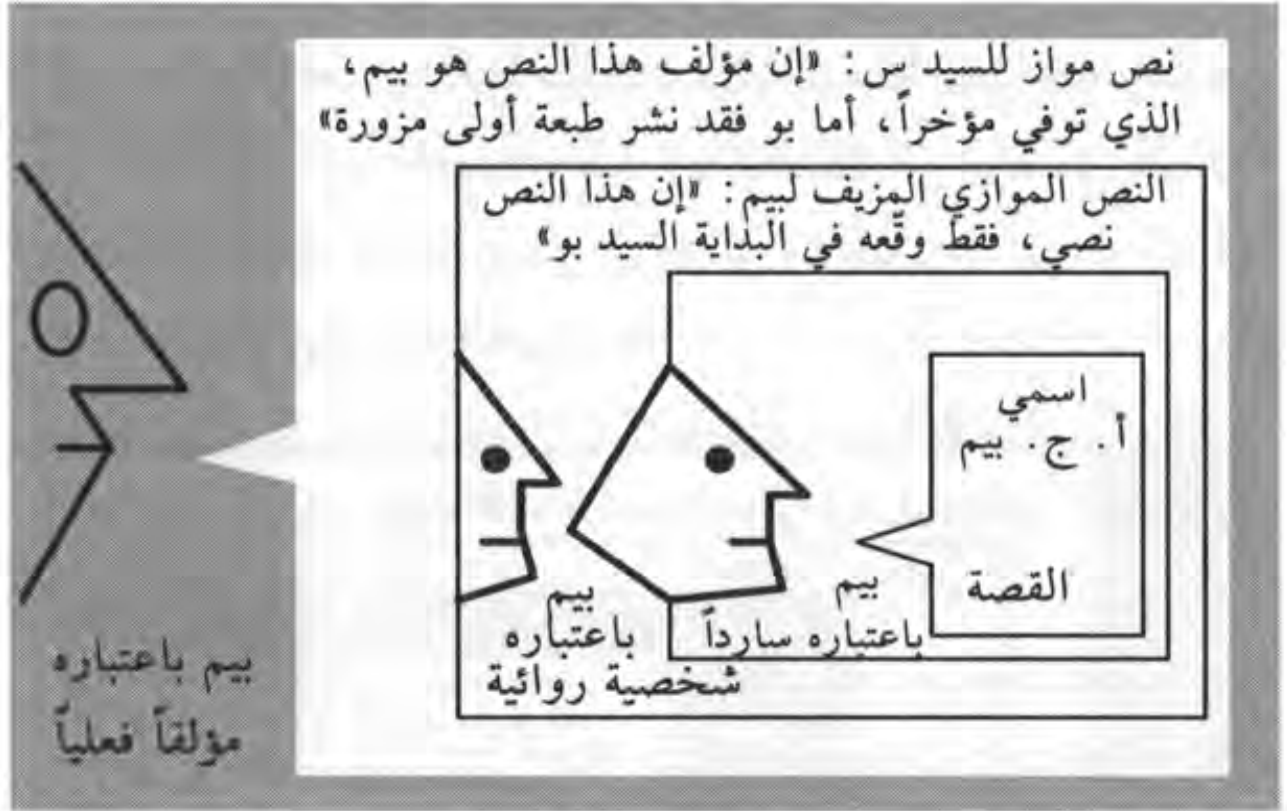 نص مواز للسيد س: «إن مؤلف هذا النص هو بيم،
الذي توفي مؤخراً، أما بو فقد نشر طبعة أولى مزورة»
النص الموازي المزيف لبيم: «إن هذا النص
نصي، فقط وقّعه في البداية السيد بو»
اسمي
أ. ج. بيم
القصة
بيم
باعتباره سارداً
بيم
باعتباره
شخصية روائية
بيم باعتباره
مؤلفاً فعلياً